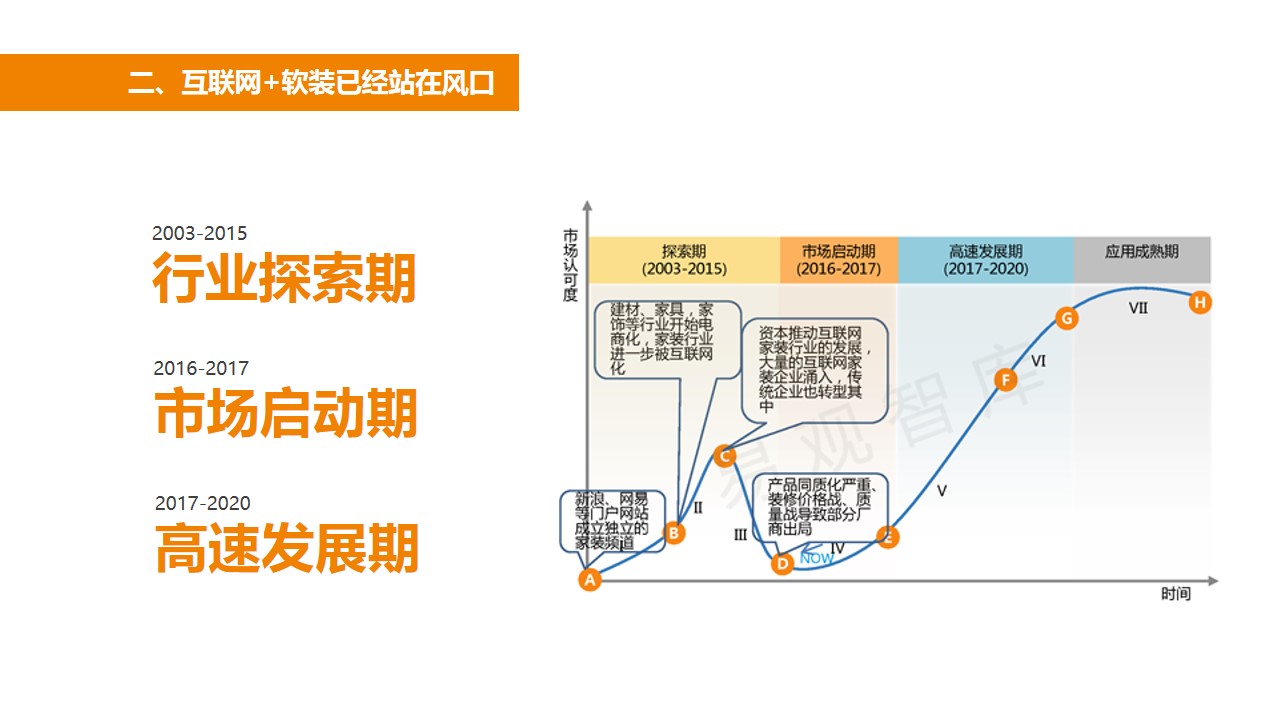 二、互联网+软装已经站在风口
2003-2015
行业探索期
2016-2017
市场启动期
2017-2020
高速发展期
市场认可度
探索期
(2003-2015)
市场启动期
(2016-2017)
高速发展期
(2017-2020)
应用成熟期
建材、家具，家
饰等行业开始电
商化，家装行业
进一步被互联网
化
资本推动互联网
家装行业的发展，
大量的互联网家
装企业涌入，传
统企业也转型其
中
新浪、网易
等门户网站
成立独立的
家装频道
产品同质化严重、
装修价格战、质
量战导致部分厂
商出局
A
I
B
II
C
III
D
NOW
IV
E
V
F
VI
G
VII
H
时间
易观智库